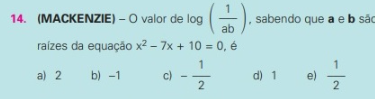 14. (MACKENZIE) – O valor de log (1/ab), sabendo que a e b são
raízes da equação x² – 7x + 10 = 0, é
a) 2 b) –1 c) – 1/2 d) 1 e) 1/2